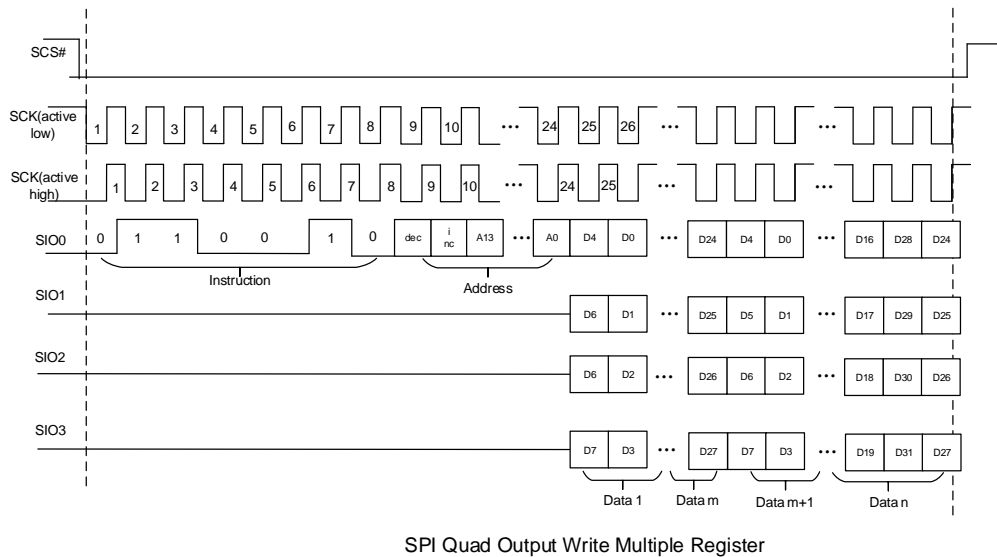 SCS#
SCK(active
low)
1 2 3 4 5 6 7 8 9 10 ••• 24 25 26 ••• •••
SCK(active
high)
1 2 3 4 5 6 7 8 9 10 ••• 24 25 ••• •••
SIO0
0 1 1 0 0 1 0 dec i
nc A13 ••• A0 D4 D0 ••• D24 D4 D0 ••• D16 D28 D24
Instruction
Address
SIO1
D6 D1 ••• D25 D5 D1 ••• D17 D29 D25
SIO2
D6 D2 ••• D26 D6 D2 ••• D18 D30 D26
SIO3
D7 D3 ••• D27 D7 D3 ••• D19 D31 D27
Data 1 Data m Data m+1 Data n
SPI Quad Output Write Multiple Register